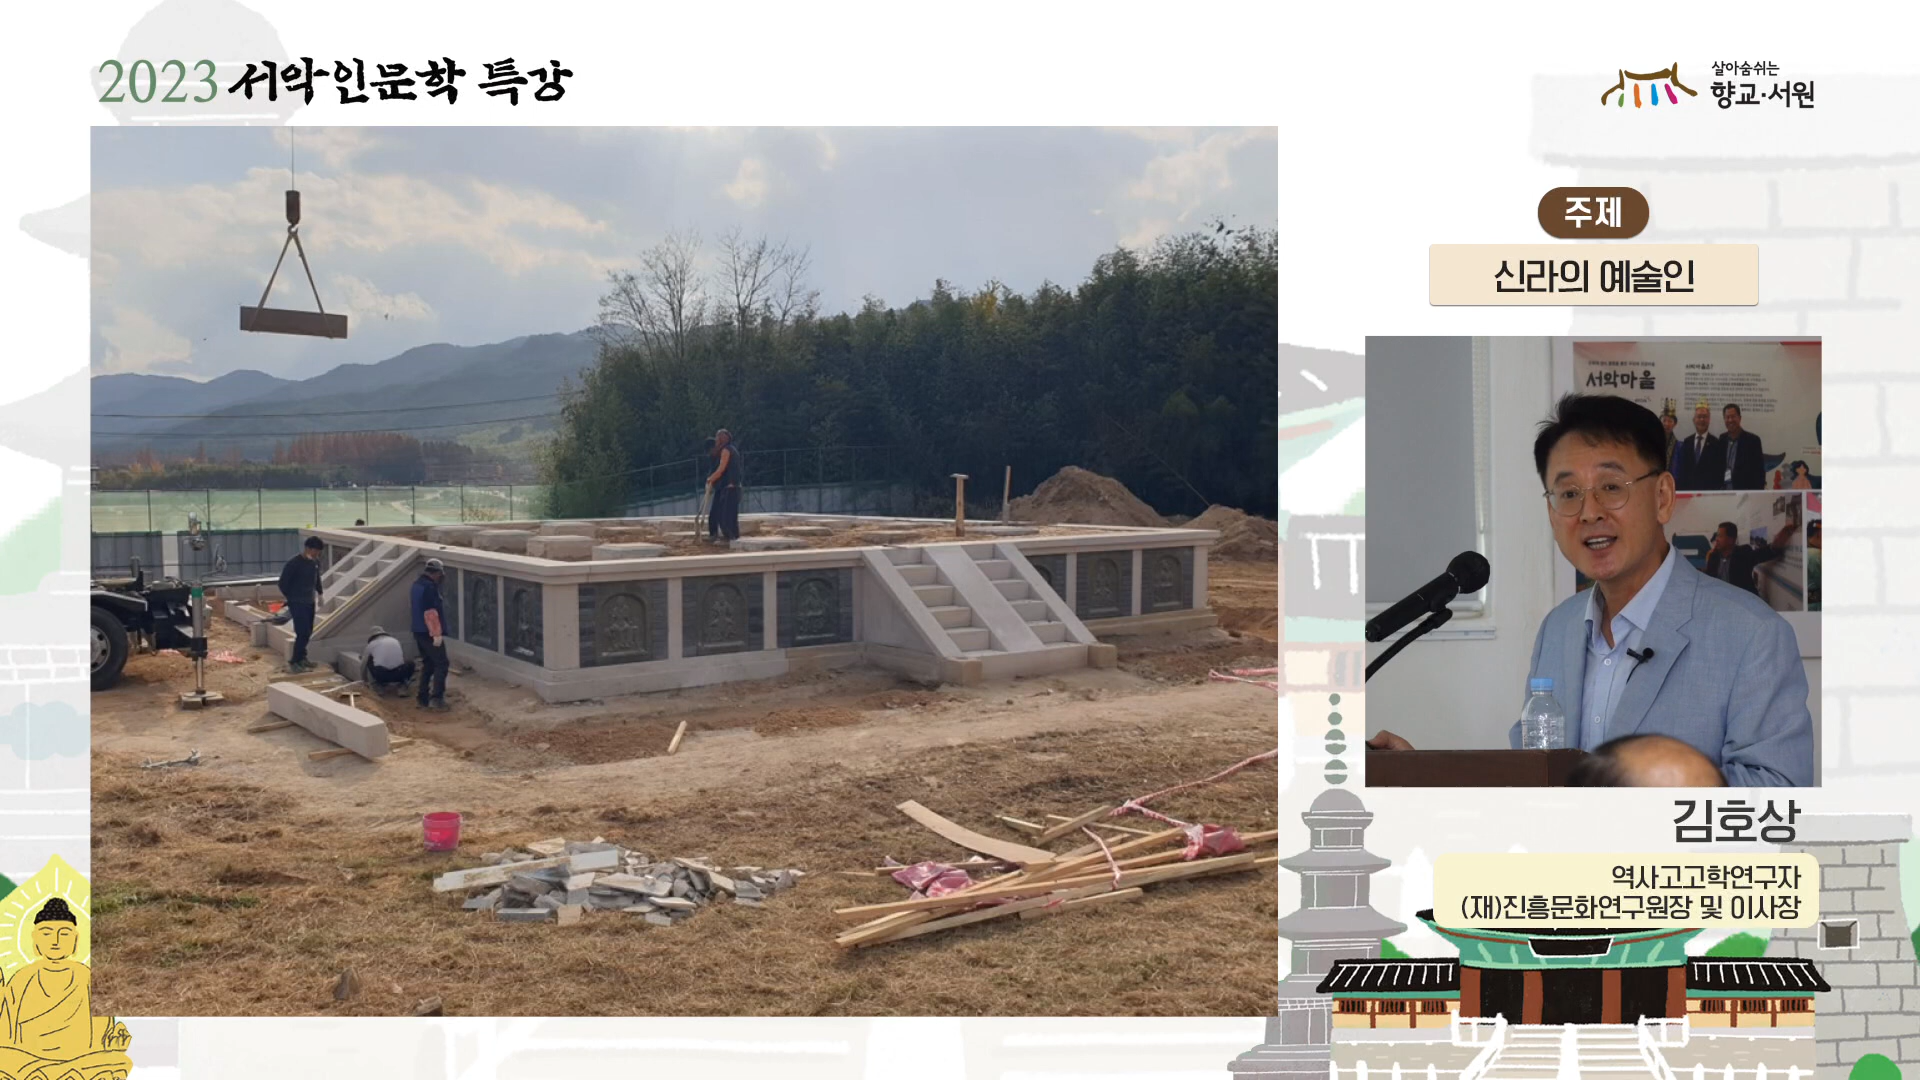 2023 서악인문학 특강
살아숨쉬는
향교·서원
주제
신라의 예술인
서악마을
김호상
역사고고학연구자
(재)진흥문화연구원장 및 이사장